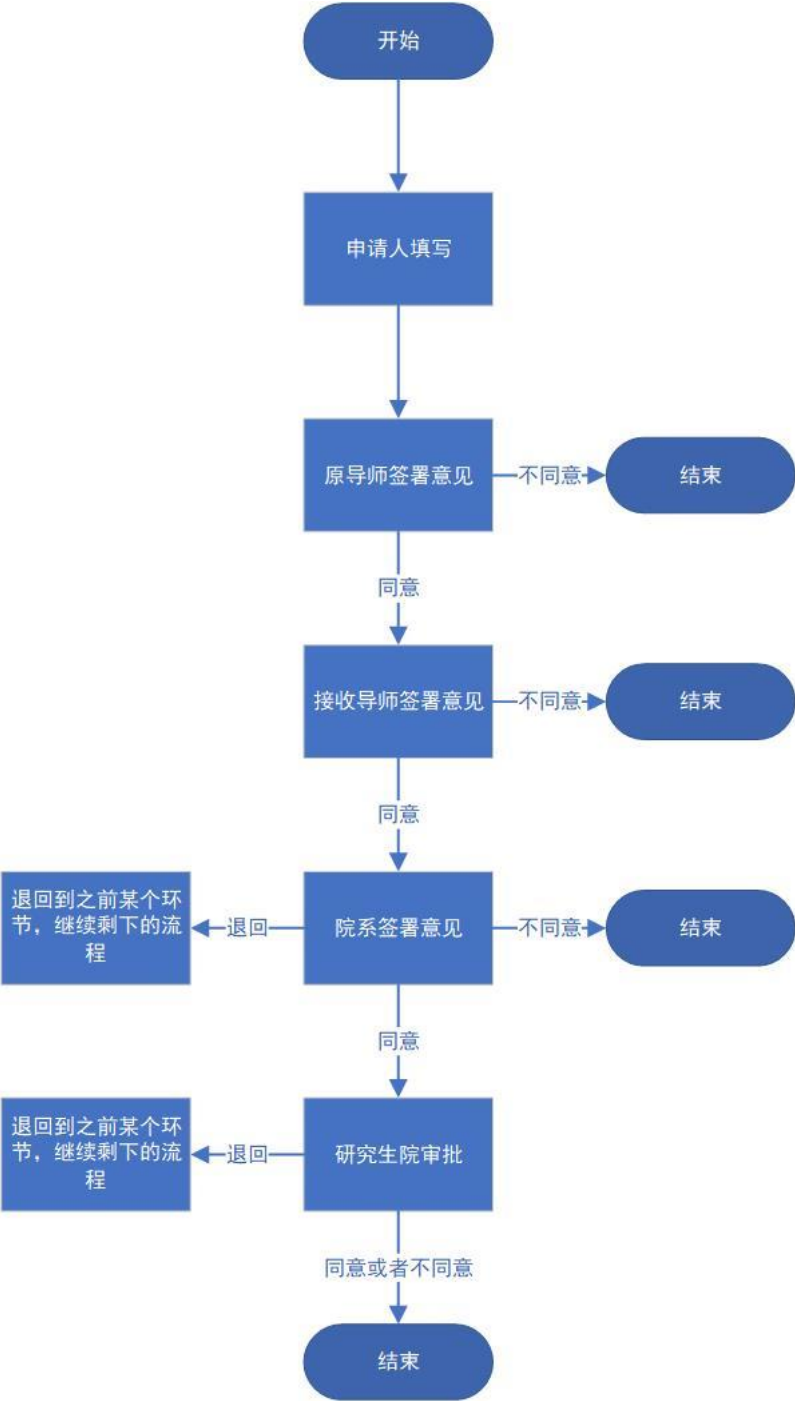 开始
申请人填写
原导师签署意见
不同意
结束
同意
接收导师签署意见
不同意
结束
同意
退回到之前某个环
节，继续剩下的流
程
退回
院系签署意见
不同意
结束
同意
退回到之前某个环
节，继续剩下的流
程
退回
研究生院审批
同意或者不同意
结束